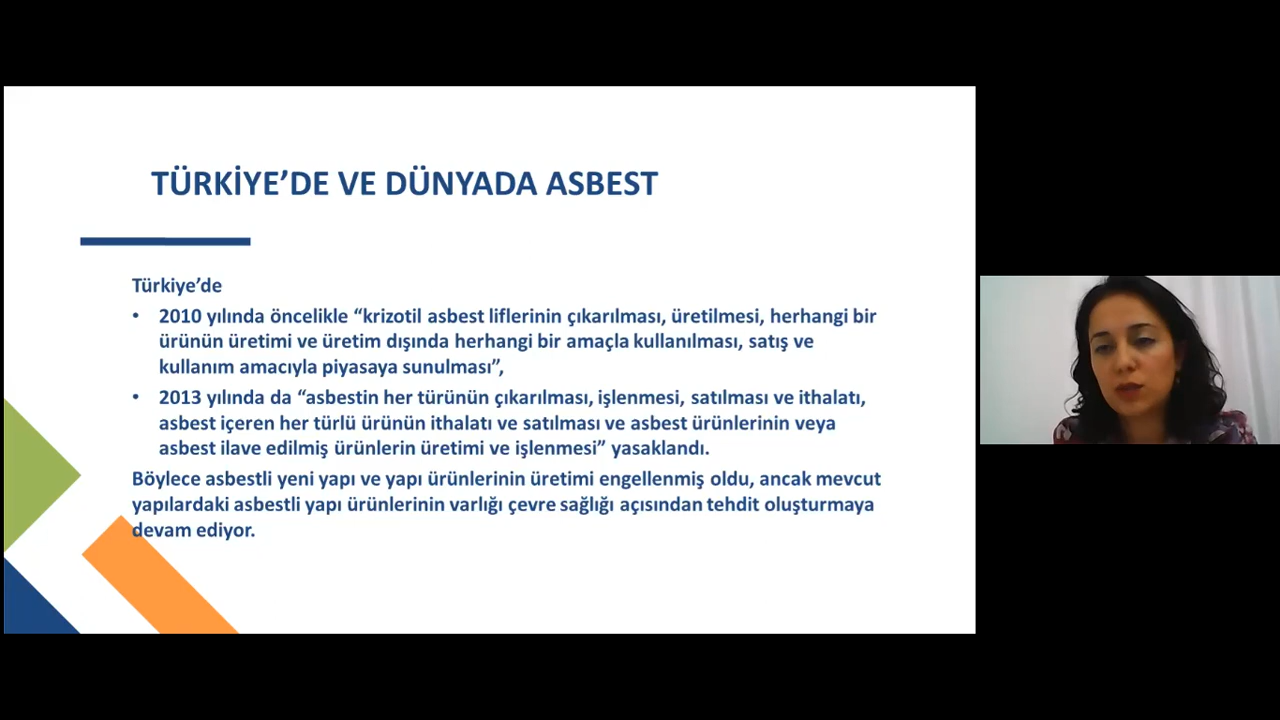 TÜRKİYE’DE VE DÜNYADA ASBEST
Türkiye’de
• 2010 yılında öncelikle “krizotil asbest liflerinin çıkarılması, üretilmesi, herhangi bir
ürünün üretimi ve üretim dışında herhangi bir amaçla kullanılması, satış ve
kullanım amacıyla piyasaya sunulması”,
• 2013 yılında da “asbestin her türünün çıkarılması, işlenmesi, satılması ve ithalatı,
asbest içeren her türlü ürünün ithalatı ve satılması ve asbest ürünlerinin veya
asbest ilave edilmiş ürünlerin üretimi ve işlenmesi” yasaklandı.
Böylece asbestli yeni yapı ve yapı ürünlerinin üretimi engellenmiş oldu, ancak mevcut
yapılardaki asbestli yapı ürünlerinin varlığı çevre sağlığı açısından tehdit oluşturmaya
devam ediyor.